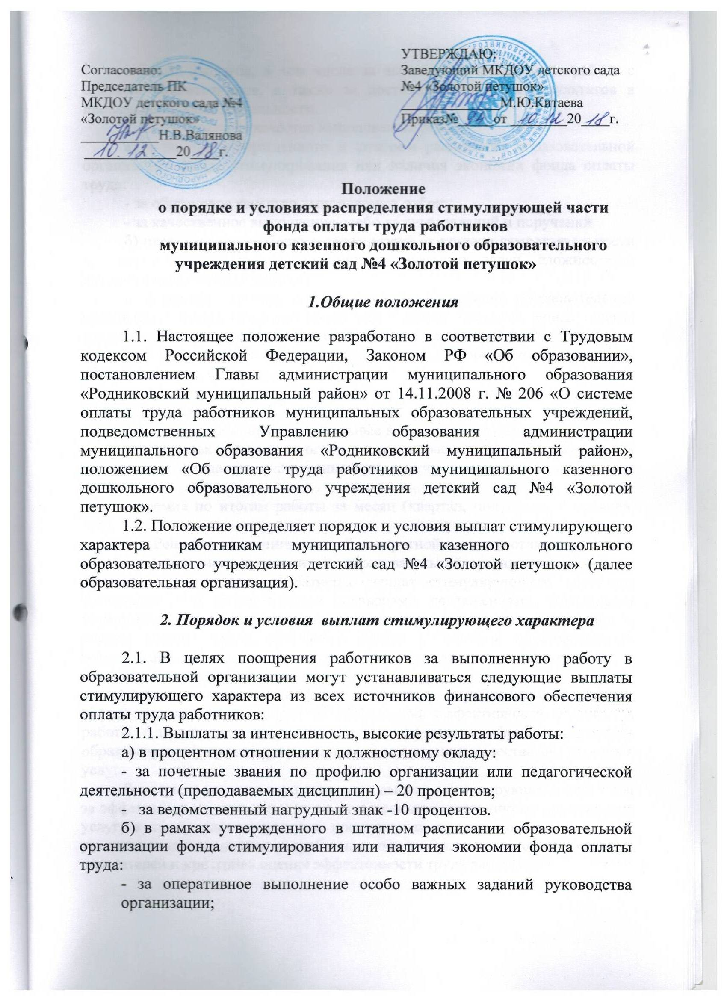 Согласовано:
Председатель ПК
МКДОУ детского сада №4
«Золотой петушок»
___________Н.В.Валянова
10.12.20 18 г.
УТВЕРЖДАЮ:
Заведующий МКДОУ детского сада
№4 «Золотой петушок»
______________М.Ю.Китаева
Приказ№ 94 от 10.12 20 18 г.
Положение
о порядке и условиях распределения стимулирующей части
фонда оплаты труда работников
муниципального казенного дошкольного образовательного
учреждения детский сад №4 «Золотой петушок»
1.Общие положения
1.1. Настоящее положение разработано в соответствии с Трудовым
кодексом Российской Федерации, Законом РФ «Об образовании»,
постановлением Главы администрации муниципального образования
«Родниковский муниципальный район» от 14.11.2008 г. № 206 «О системе
оплаты труда работников муниципальных образовательных учреждений,
подведомственных Управлению образования администрации
муниципального образования «Родниковский муниципальный район»,
положением «Об оплате труда работников муниципального казенного
дошкольного образовательного учреждения детский сад №4 «Золотой
петушок».
1.2. Положение определяет порядок и условия выплат стимулирующего
характера работникам муниципального казенного дошкольного
образовательного учреждения детский сад №4 «Золотой петушок» (далее
образовательная организация).
2. Порядок и условия выплат стимулирующего характера
2.1. В целях поощрения работников за выполненную работу в
образовательной организации могут устанавливаться следующие выплаты
стимулирующего характера из всех источников финансового обеспечения
оплаты труда работников:
2.1.1. Выплаты за интенсивность, высокие результаты работы:
а) в процентном отношении к должностному окладу:
- за почетные звания по профилю организации или педагогической
деятельности (преподаваемых дисциплин) – 20 процентов;
- за ведомственный нагрудный знак -10 процентов.
б) в рамках утвержденного в штатном расписании образовательной
организации фонда стимулирования или наличия экономии фонда оплаты
труда:
- за оперативное выполнение особо важных заданий руководства
организации;